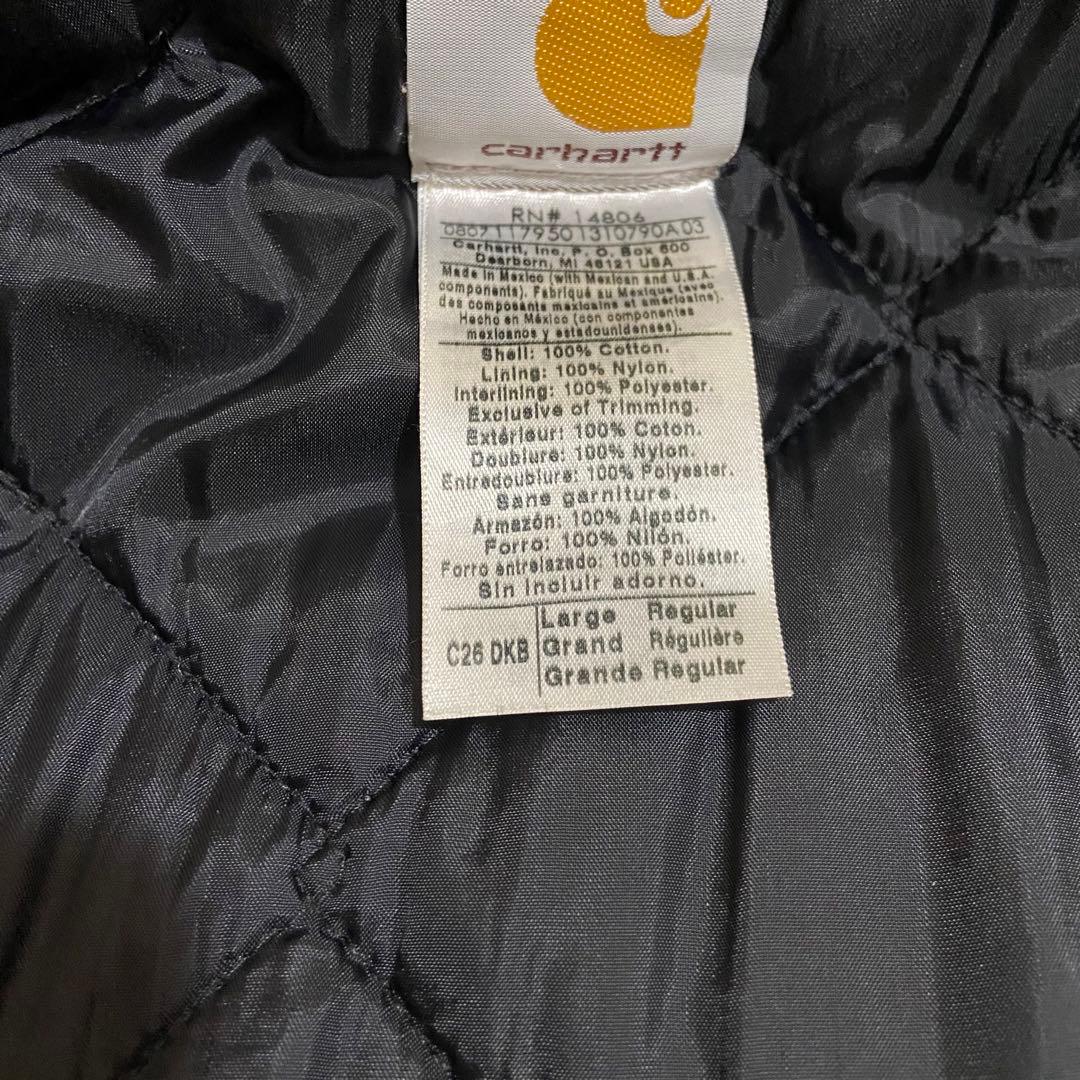 carhartt
RN# 14806
0807117950131079OA03
Carhartt, Inc, P. O. Box 600
Dearborn, MI 48121 USA
Made in Mexico (with Mexican and U.S.A.
components). Fabriqué au Mexique (avec
des composants mexicains et américains).
Hecho en México (con componentes
mexicanos y estadounidenses).
Shell: 100% Cotton.
Lining: 100% Nylon.
Interlining: 100% Polyester.
Exclusive of Trimming.
Extérieur: 100% Coton.
Doublure: 100% Nylon.
Entredoublure: 100% Polyester.
Sans garniture.
Armazón: 100% Algodón.
Forro: 100% Nilón.
Forro entrelazado: 100% Poliéster.
Sin incluir adorno.
C26 DKB
Large Regular
Grand Régulière
Grande Regular